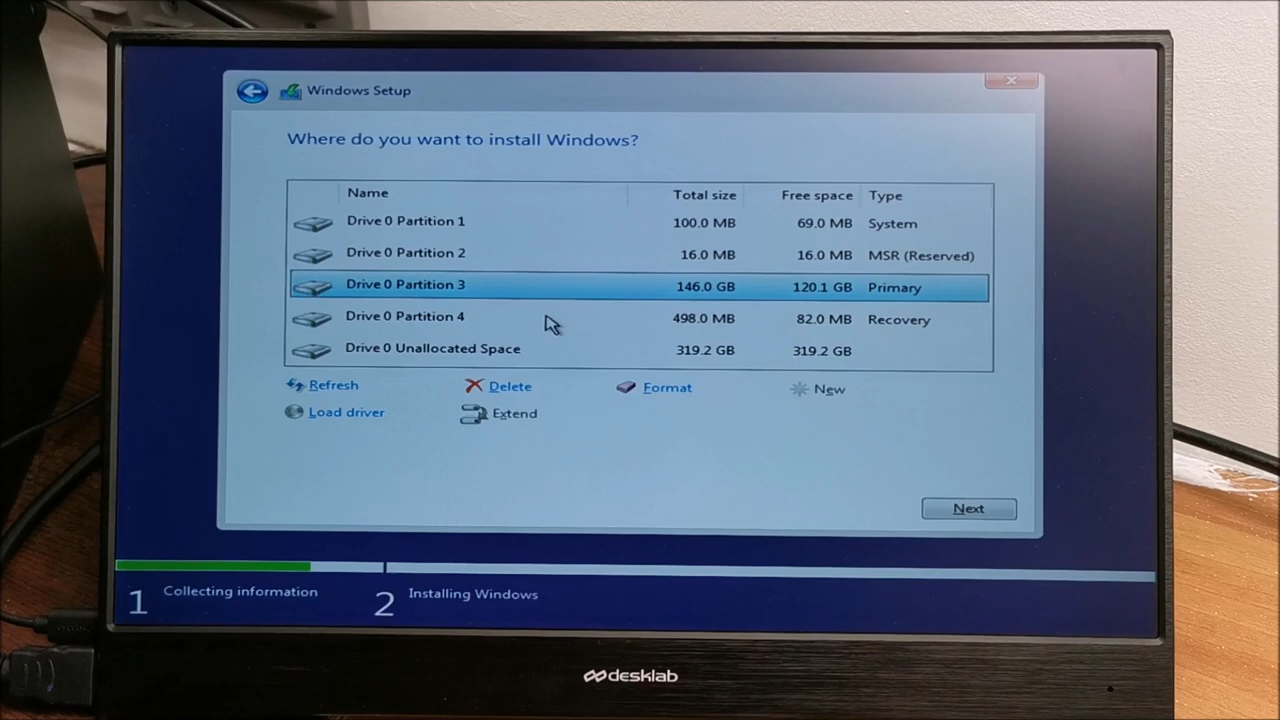 Windows Setup
Where do you want to install Windows?
Name Total size Free space Type
Drive 0 Partition 1 100.0 MB 69.0 MB System
Drive 0 Partition 2 16.0 MB 16.0 MB MSR (Reserved)
Drive 0 Partition 3 146.0 GB 120.1 GB Primary
Drive 0 Partition 4 498.0 MB 82.0 MB Recovery
Drive 0 Unallocated Space 319.2 GB 319.2 GB
Refresh Delete Format New
Load driver Extend
Next
1 Collecting information 2 Installing Windows
desklab